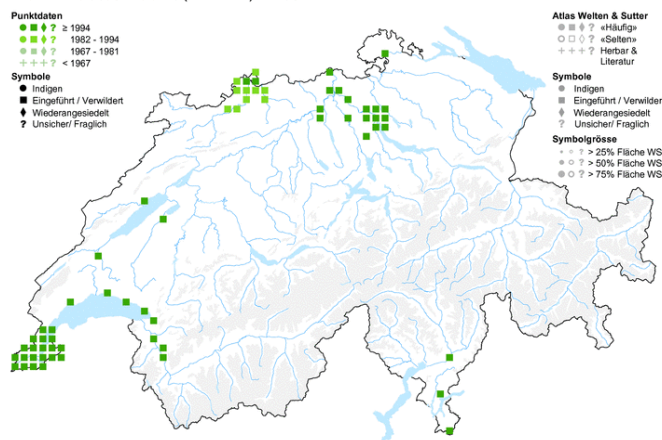 Punktdaten
? ≥ 1994
? 1982 - 1994
? 1967 - 1981
+ + + + < 1967
Symbole
Indigen
Eingeführt / Verwildert
Wiederangesiedelt
? Unsicher/ Fraglich
Atlas Welten & Sutter
? «Häufig»
? «Selten»
+ + + Herbar &
Literatur
Symbole
Indigen
Eingeführt / Verwilder
Wiederangesiedelt
? Unsicher/ Fraglich
Symbolgrösse
? > 25% Fläche WS
? > 50% Fläche WS
? > 75% Fläche WS